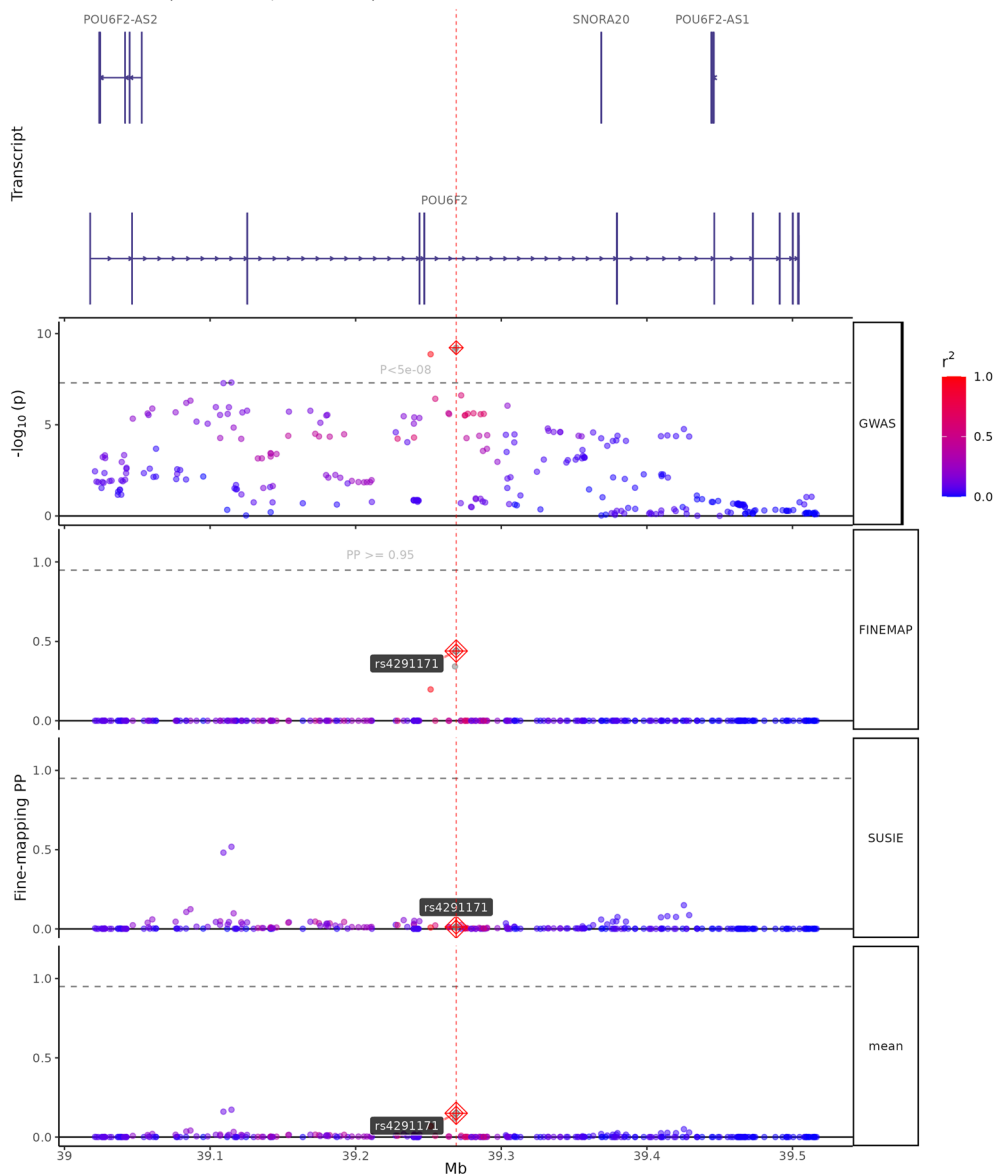 POU6F2-AS2
SNORA20
POU6F2-AS1
Transcript
POU6F2
10
5
0
-log10 (p)
P<5e-08
GWAS
r2
1.0
0.5
0.0
1.0
0.5
0.0
PP >= 0.95
rs4291171
FINEMAP
Fine-mapping PP
1.0
0.5
0.0
rs4291171
SUSIE
1.0
0.5
0.0
rs4291171
mean
39
39.1
39.2
39.3
39.4
39.5
Mb